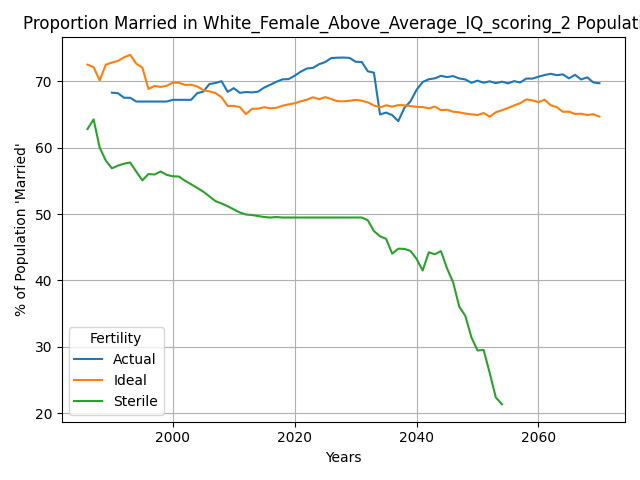 Proportion Married in White_Female_Above_Average_IQ_scoring_2 Populati
% of Population 'Married'
70
60
50
40
30
20
Fertility
Actual
Ideal
Sterile
2000 2020 2040 2060
Years